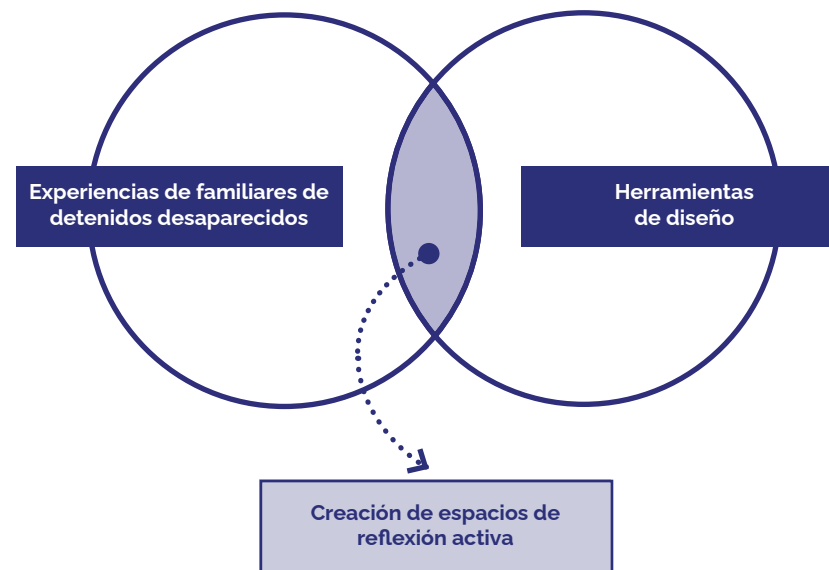 Experiencias de familiares de
detenidos desaparecidos
Herramientas
de diseño
Creación de espacios de
reflexión activa